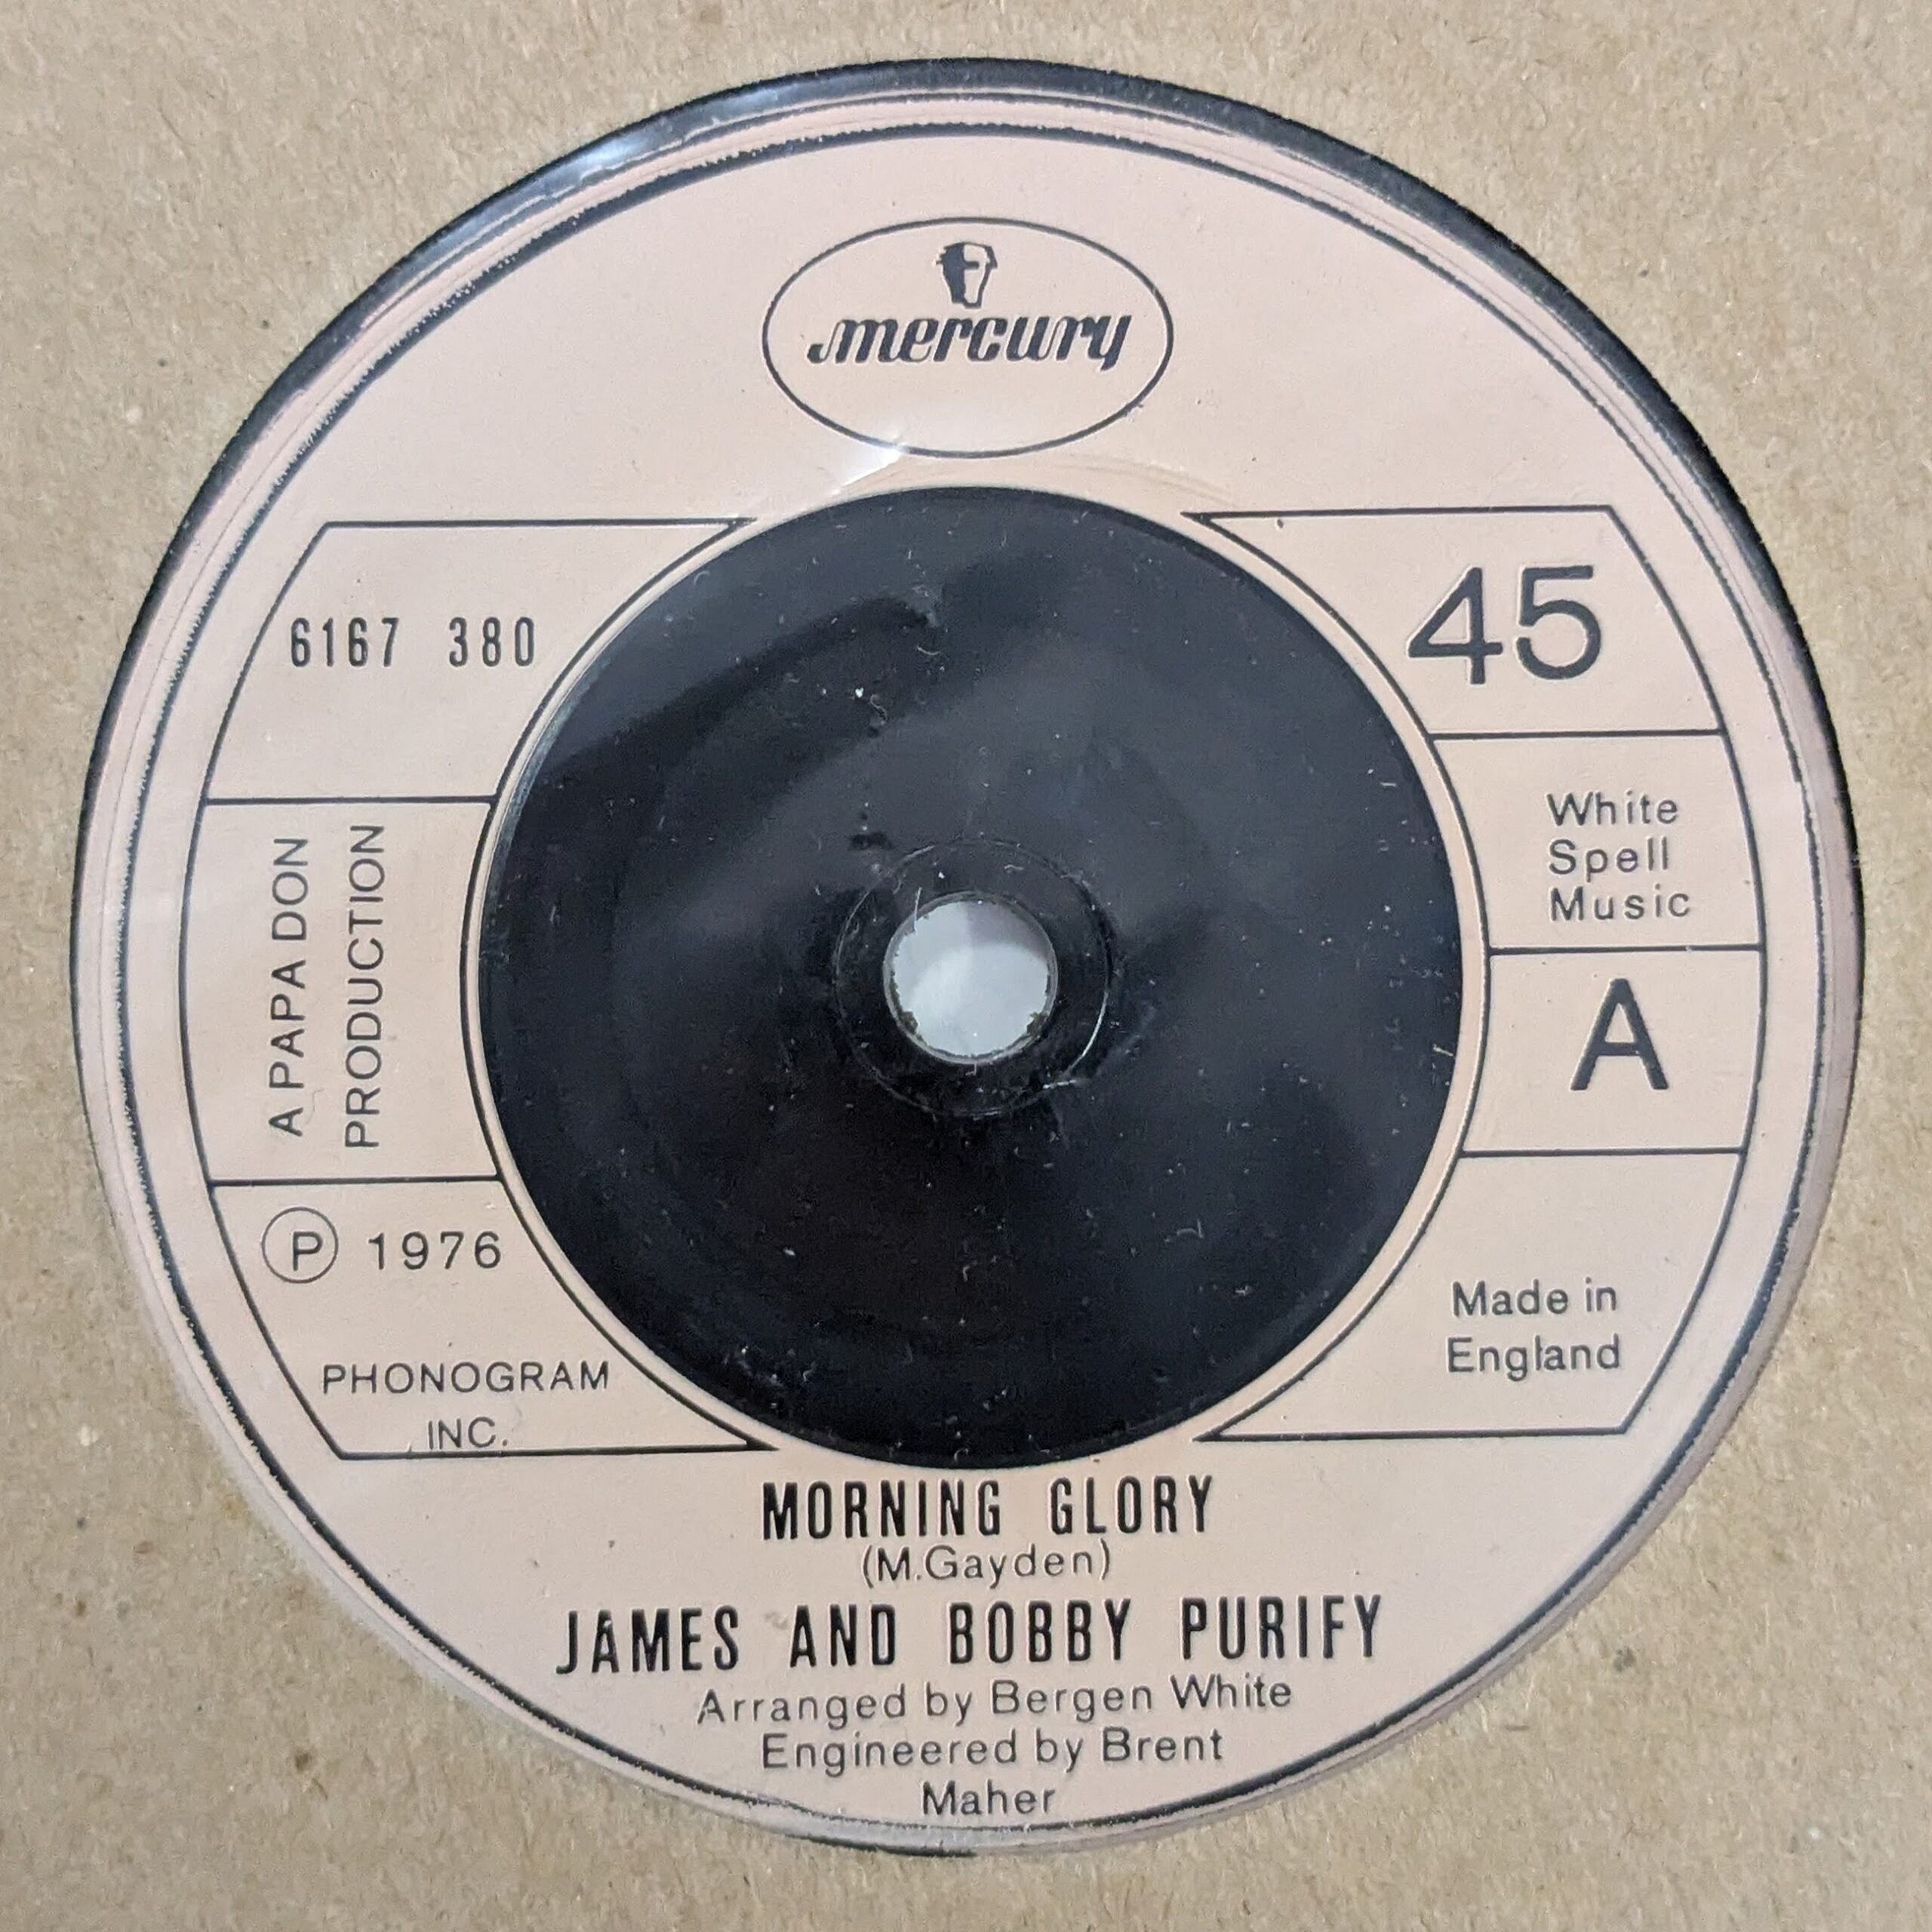 mercury
6167 380
45
A PAPA DON
PRODUCTION
White
Spell
Music
A
Ⓟ 1976
PHONOGRAM
INC.
Made in
England
MORNING GLORY
(M.Gayden)
JAMES AND BOBBY PURIFY
Arranged by Bergen White
Engineered by Brent
Maher